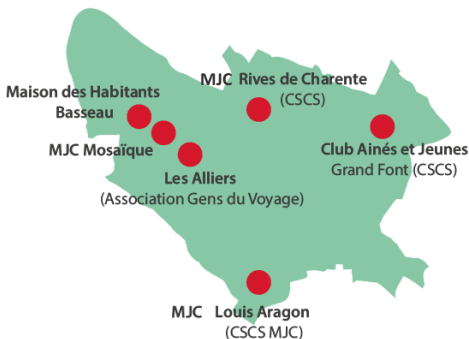 MJC Rives de Charente
(CSCS)
Maison des Habitants
Basseau
MJC Mosaïque
Club Ainés et Jeunes
Grand Font (CSCS)
Les Alliers
(Association Gens du Voyage)
MJC Louis Aragon
(CSCS MJC)